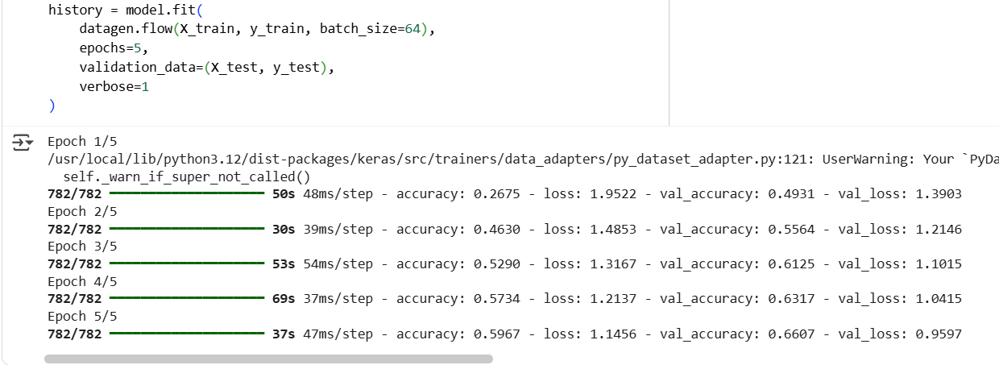 history = model.fit(
    datagen.flow(X_train, y_train, batch_size=64),
    epochs=5,
    validation_data=(X_test, y_test),
    verbose=1
)
Epoch 1/5
/usr/local/lib/python3.12/dist-packages/keras/src/trainers/data_adapters/py_dataset_adapter.py:121: UserWarning: Your `PyDa
  self._warn_if_super_not_called()
782/782 ━━━━━━━━━━━━━━━━━━━━ 50s 48ms/step - accuracy: 0.2675 - loss: 1.9522 - val_accuracy: 0.4931 - val_loss: 1.3903
Epoch 2/5
782/782 ━━━━━━━━━━━━━━━━━━━━ 30s 39ms/step - accuracy: 0.4630 - loss: 1.4853 - val_accuracy: 0.5564 - val_loss: 1.2146
Epoch 3/5
782/782 ━━━━━━━━━━━━━━━━━━━━ 53s 54ms/step - accuracy: 0.5290 - loss: 1.3167 - val_accuracy: 0.6125 - val_loss: 1.1015
Epoch 4/5
782/782 ━━━━━━━━━━━━━━━━━━━━ 69s 37ms/step - accuracy: 0.5734 - loss: 1.2137 - val_accuracy: 0.6317 - val_loss: 1.0415
Epoch 5/5
782/782 ━━━━━━━━━━━━━━━━━━━━ 37s 47ms/step - accuracy: 0.5967 - loss: 1.1456 - val_accuracy: 0.6607 - val_loss: 0.9597